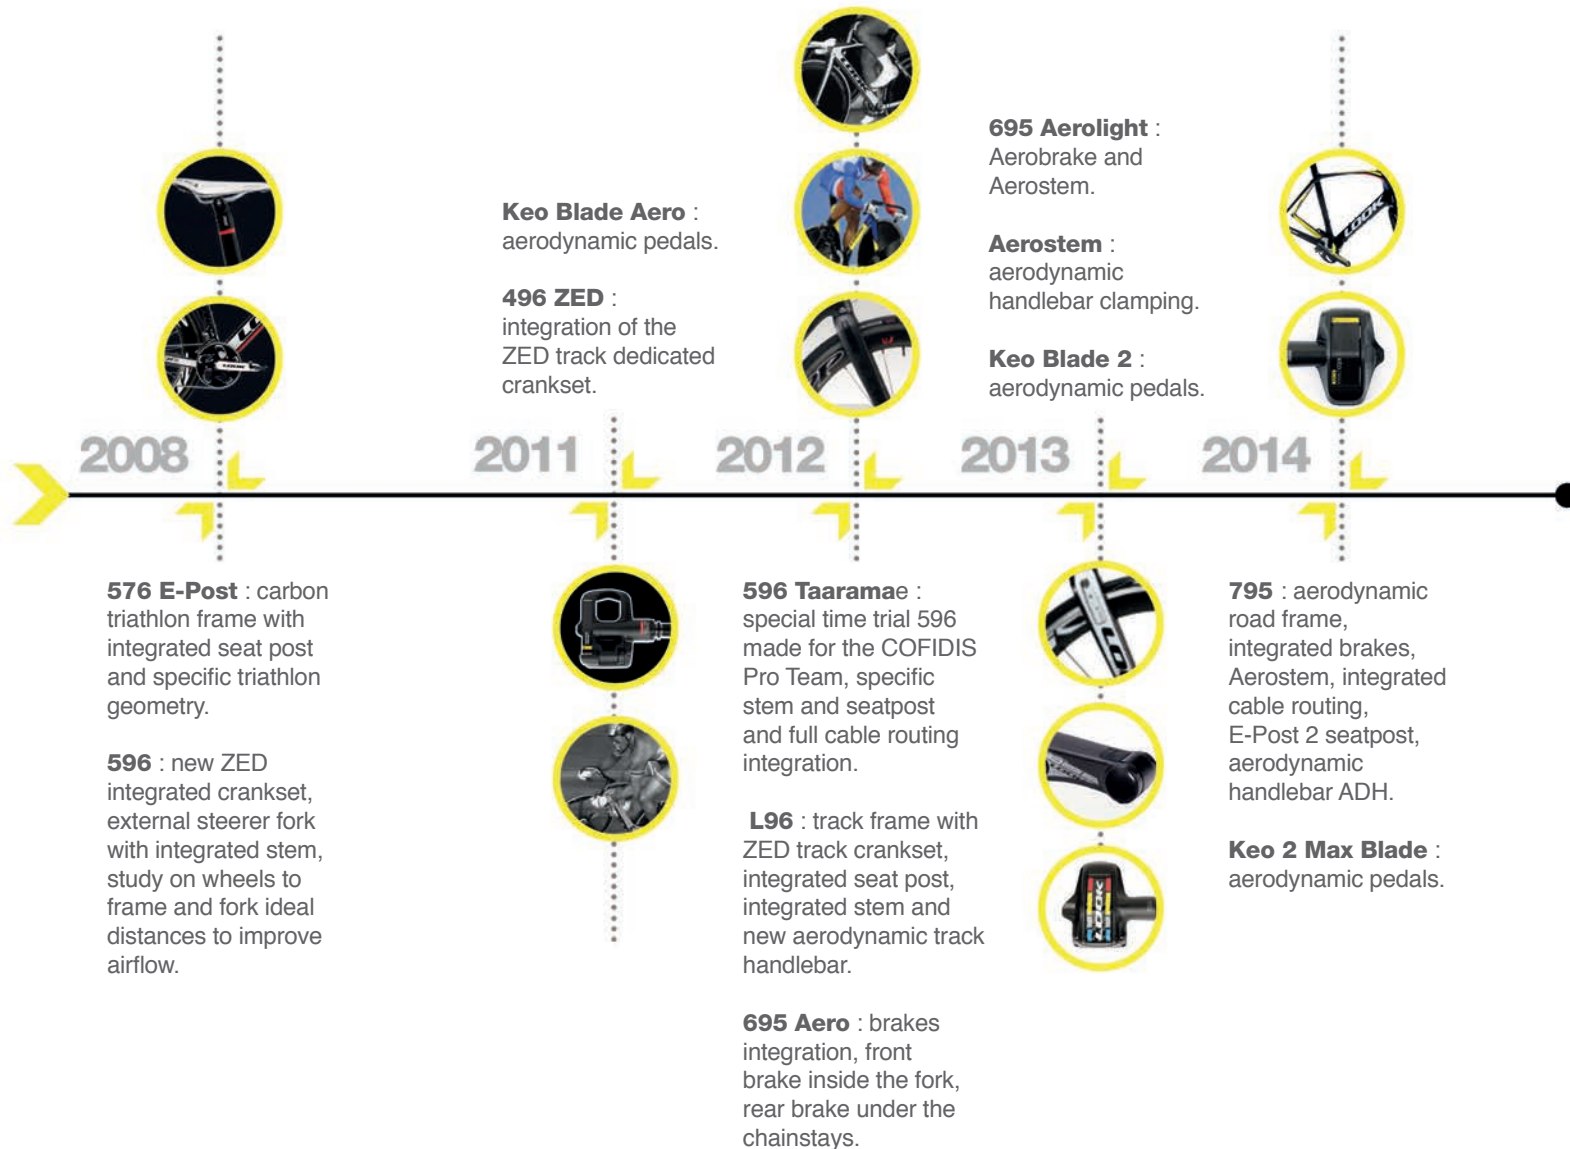 2008
576 E-Post : carbon
triathlon frame with
integrated seat post
and specific triathlon
geometry.
596 : new ZED
integrated crankset,
external steerer fork
with integrated stem,
study on wheels to
frame and fork ideal
distances to improve
airflow.
Keo Blade Aero :
aerodynamic pedals.
496 ZED :
integration of the
ZED track dedicated
crankset.
2011
LOOK
2012
596 Taaramae :
special time trial 596
made for the COFIDIS
Pro Team, specific
stem and seatpost
and full cable routing
integration.
L96 : track frame with
ZED track crankset,
integrated seat post,
integrated stem and
new aerodynamic track
handlebar.
695 Aero : brakes
integration, front
brake inside the fork,
rear brake under the
chainstays.
695 Aerolight :
Aerobrake and
Aerostem.
Aerostem :
aerodynamic
handlebar clamping.
Keo Blade 2 :
aerodynamic pedals.
2013
LOOK
LOOK
2014
795 : aerodynamic
road frame,
integrated brakes,
Aerostem, integrated
cable routing,
E-Post 2 seatpost,
aerodynamic
handlebar ADH.
Keo 2 Max Blade :
aerodynamic pedals.